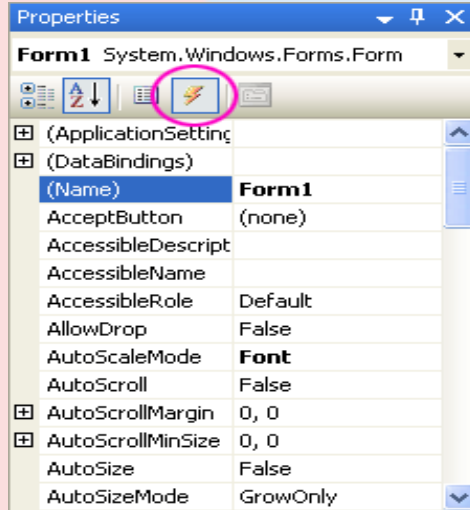 Properties
Form1 System.Windows.Forms.Form
(ApplicationSetting
(DataBindings)
(Name) Form1
AcceptButton (none)
AccessibleDescript
AccessibleName
AccessibleRole Default
AllowDrop False
AutoScaleMode Font
AutoScroll False
AutoScrollMargin 0, 0
AutoScrollMinSize 0, 0
AutoSize False
AutoSizeMode GrowOnly